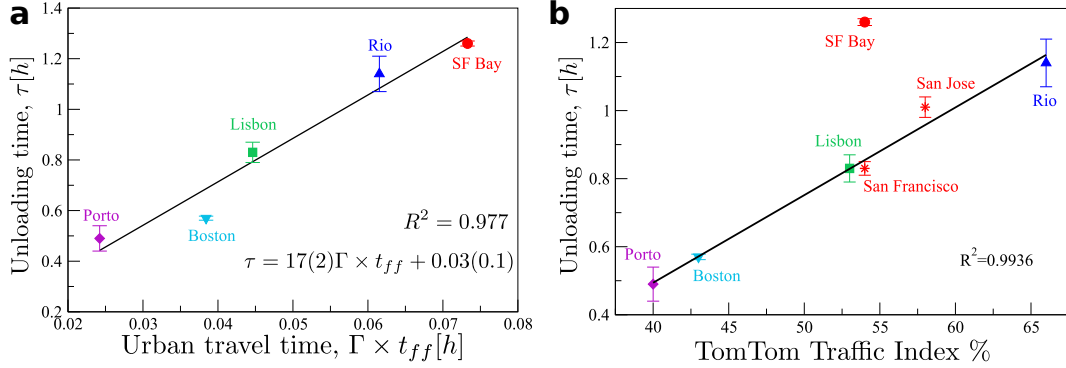 a
Unloading time, τ[h]
1.4
1.2
1
0.8
0.6
0.4
0.2
Rio
SF Bay
Lisbon
Porto
Boston
R² = 0.977
τ = 17(2)Γ × t_{ff} + 0.03(0.1)
0.02 0.03 0.04 0.05 0.06 0.07 0.08
Urban travel time, Γ × t_{ff}[h]
b
Unloading time, τ[h]
1.2
1
0.8
0.6
0.4
SF Bay
San Jose
Rio
Lisbon
San Francisco
Porto
Boston
R²=0.9936
40 45 50 55 60 65
TomTom Traffic Index %